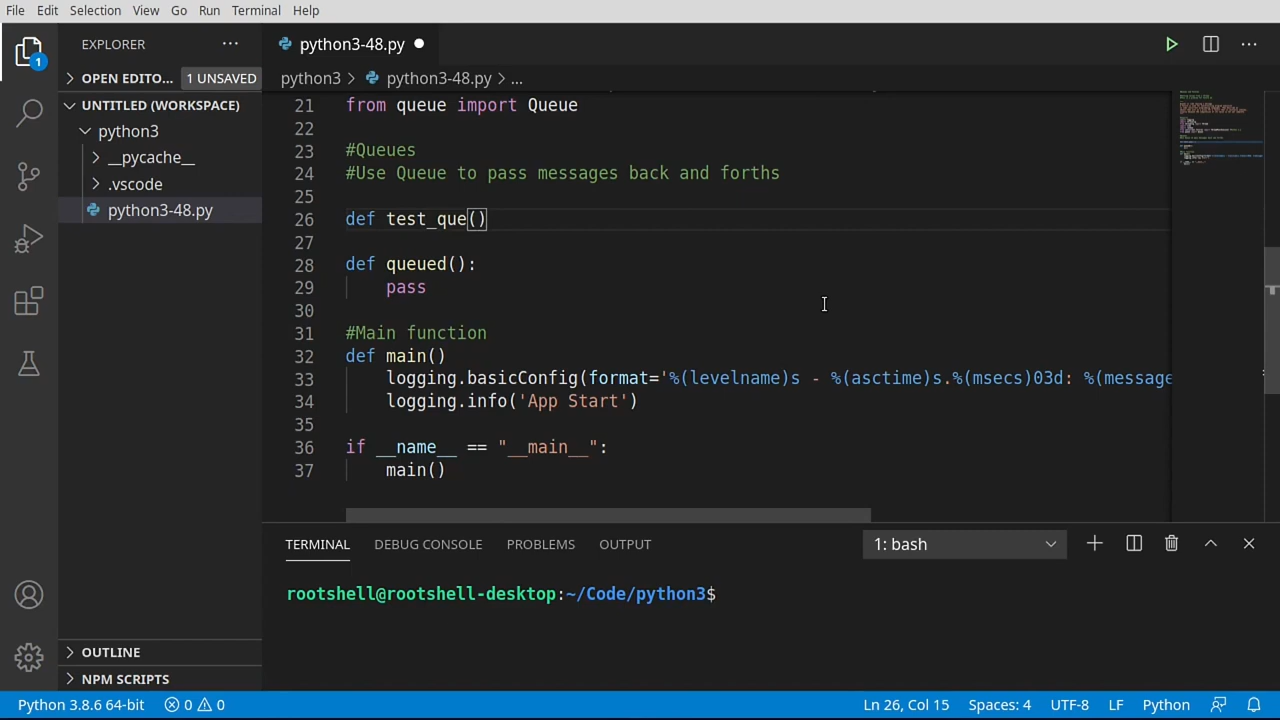 File Edit Selection View Go Run Terminal Help
EXPLORER
python3-48.py
OPEN EDITO... 1 UNSAVED
python3 > python3-48.py > ...
UNTITLED (WORKSPACE)
python3
__pycache__
.vscode
python3-48.py
21 from queue import Queue
22
23 #Queues
24 #Use Queue to pass messages back and forths
25
26 def test_que()
27
28 def queued():
29 pass
30
31 #Main function
32 def main()
33 logging.basicConfig(format='%(levelname)s - %(asctime)s.%(msecs)03d: %(message
34 logging.info('App Start')
35
36 if __name__ == "__main__":
37 main()
TERMINAL DEBUG CONSOLE PROBLEMS OUTPUT 1: bash
rootshell@rootshell-desktop:~/Code/python3$
OUTLINE
NPM SCRIPTS
Python 3.8.6 64-bit 0 0 Ln 26, Col 15 Spaces: 4 UTF-8 LF Python
1